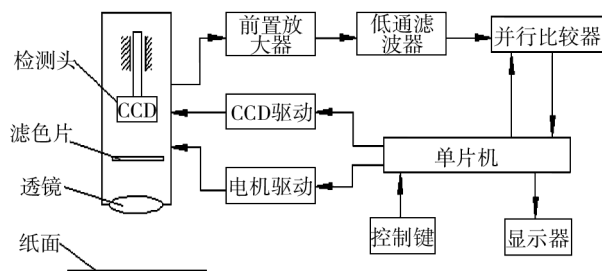 前置放
大器
低通滤
波器
并行比较器
检测头
CCD
CCD驱动
滤色片
单片机
透镜
电机驱动
纸面
控制键
显示器